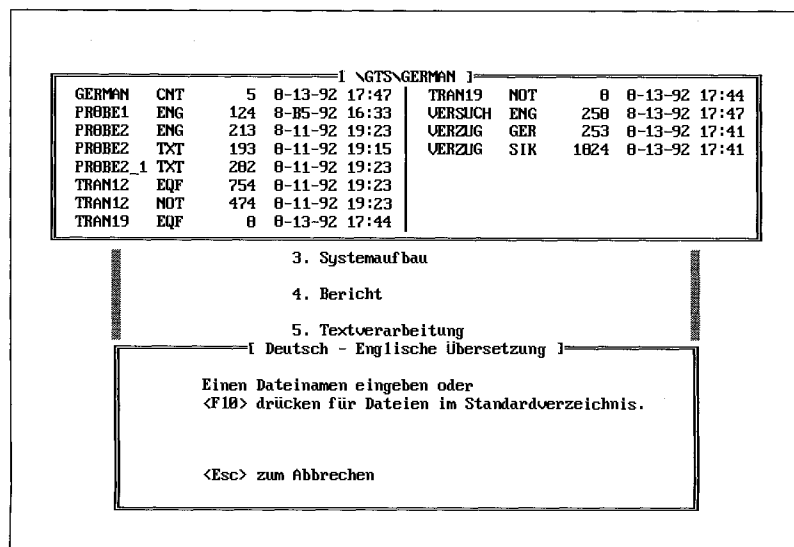 [ \GTS\GERMAN ]
GERMAN CNT 5 8-13-92 17:47
PROBE1 ENG 124 8-05-92 16:33
PROBE2 ENG 213 8-11-92 19:23
PROBE2 TXT 193 8-11-92 19:15
PROBE2_1 TXT 202 8-11-92 19:23
TRAN12 EQF 754 8-11-92 19:23
TRAN12 NOT 474 8-11-92 19:23
TRAN19 EQF 0 8-13-92 17:44
TRAN19 NOT 0 8-13-92 17:44
VERSUCH ENG 250 8-13-92 17:47
VERZUG GER 253 8-13-92 17:41
VERZUG SIK 1024 8-13-92 17:41
3. Systemaufbau
4. Bericht
5. Textverarbeitung
[ Deutsch - Englische Übersetzung ]
Einen Dateinamen eingeben oder
<F10> drücken für Dateien im Standardverzeichnis.
<Esc> zum Abbrechen